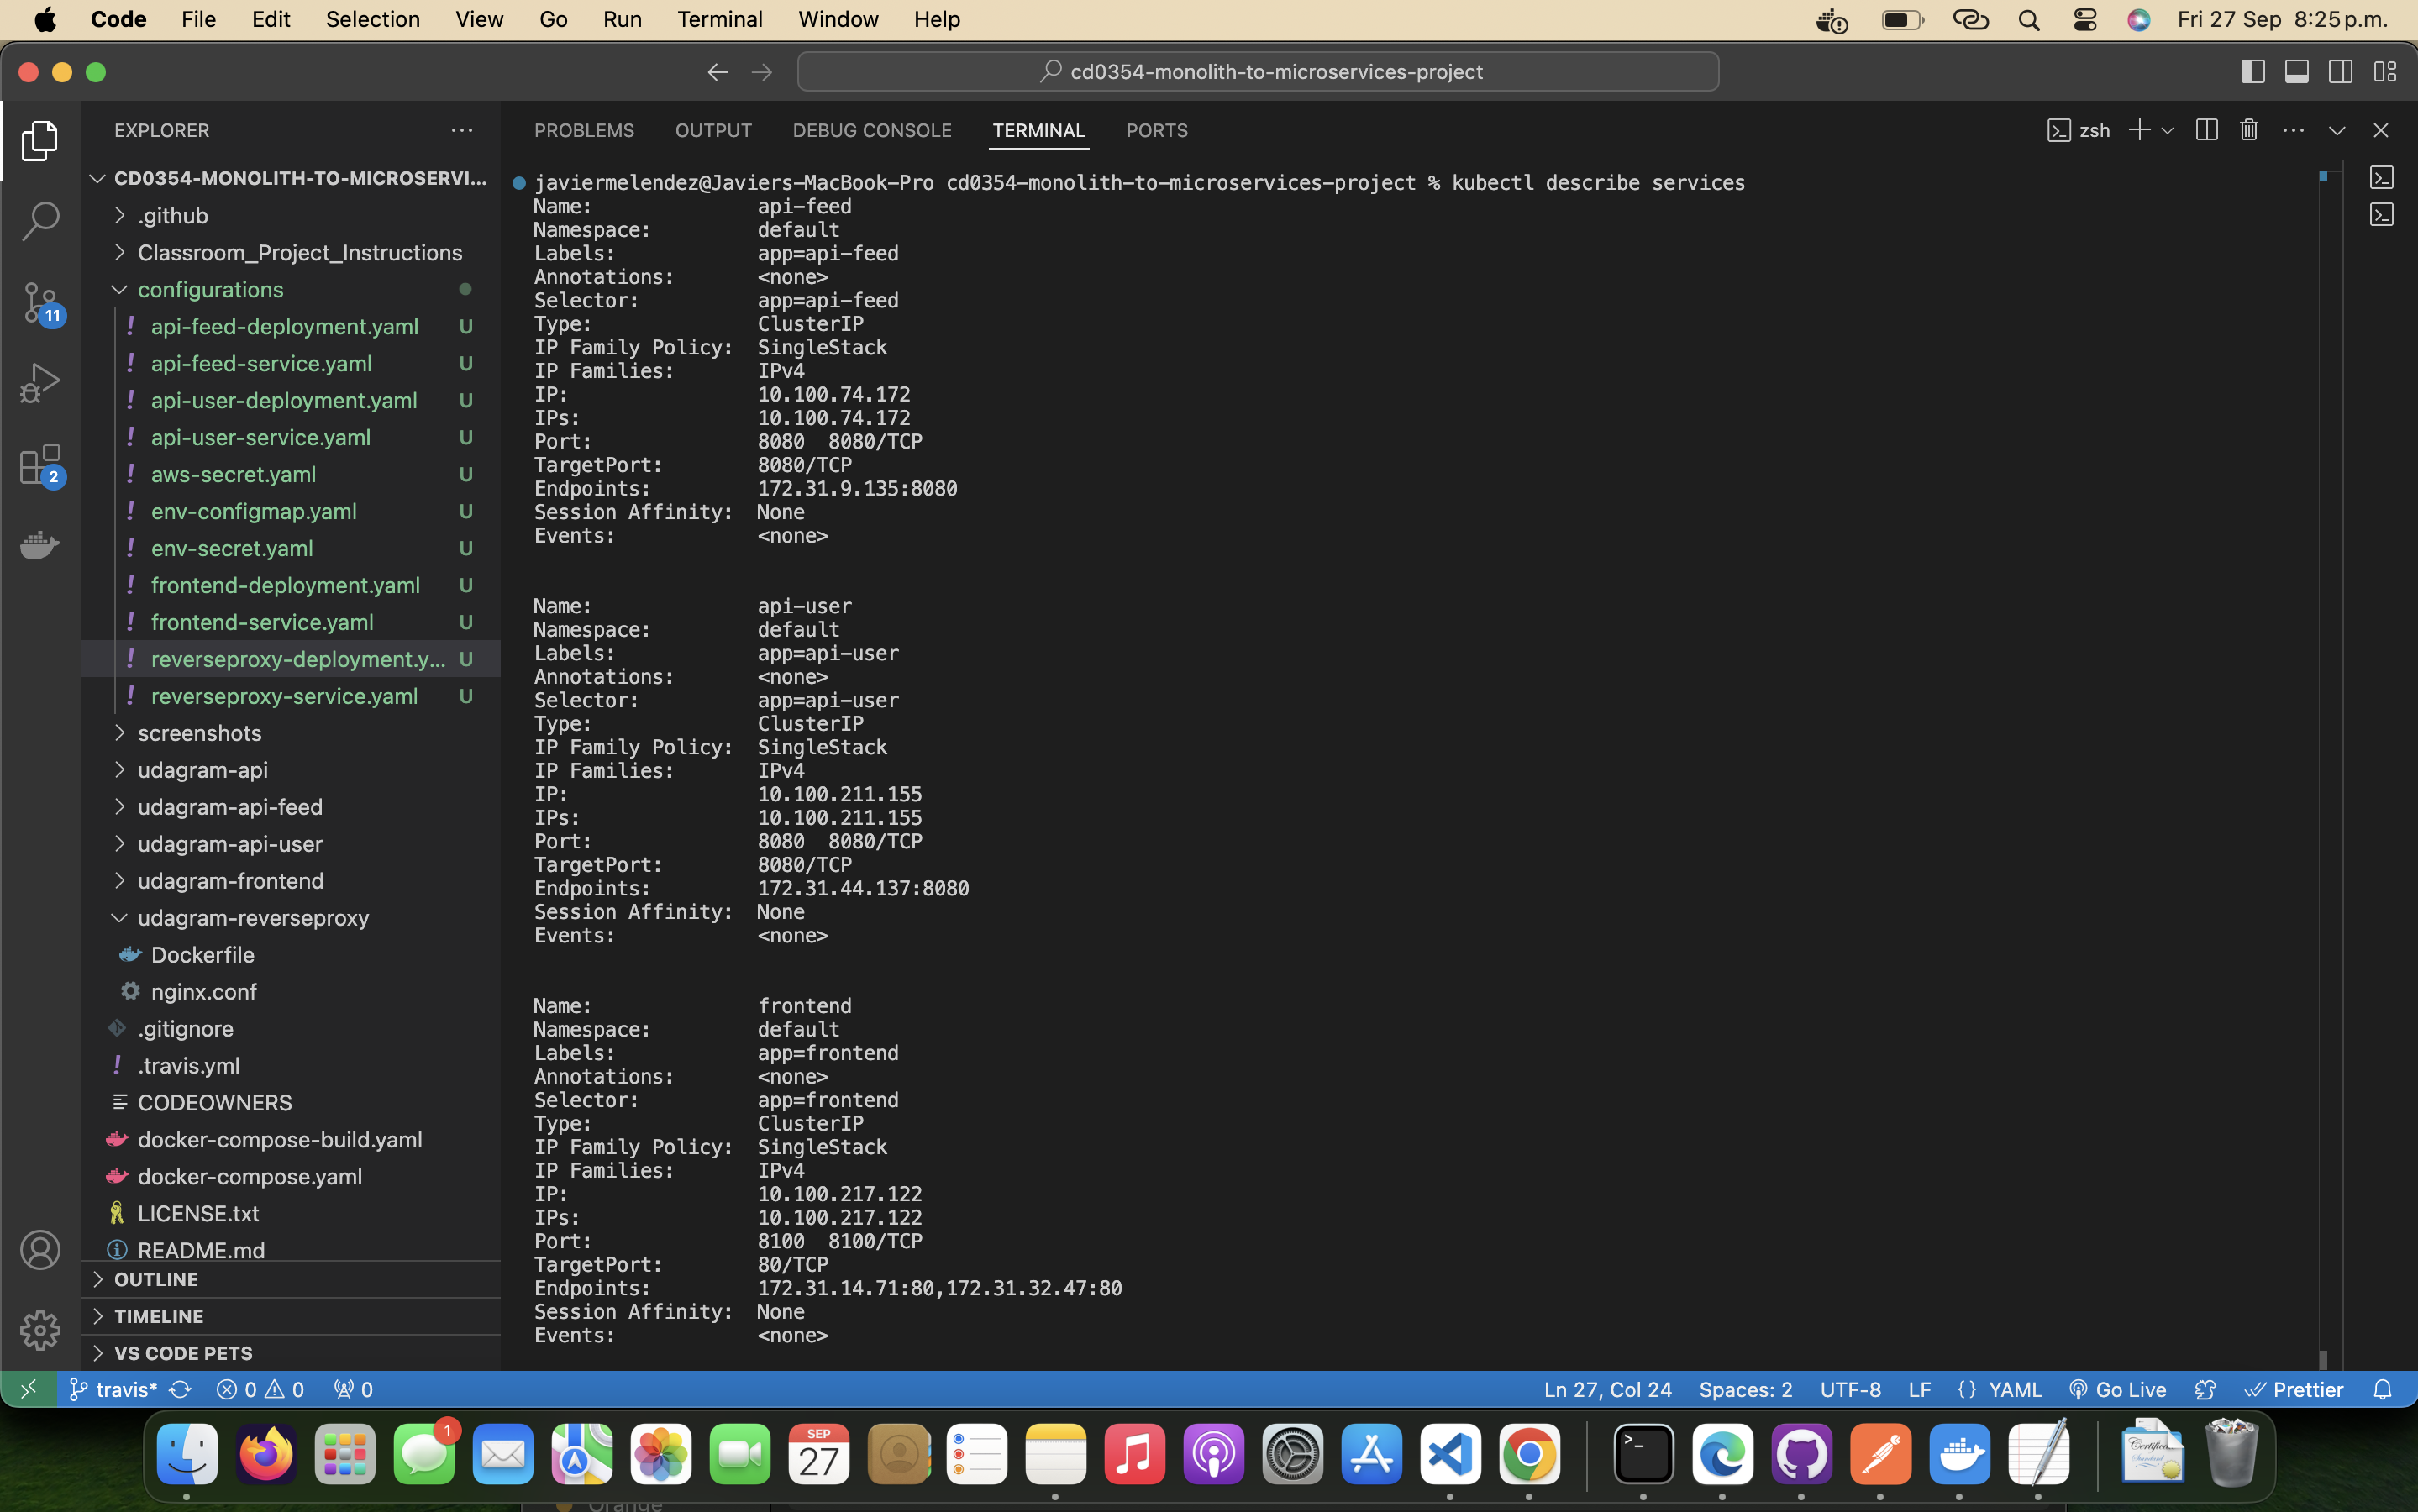 Code File Edit Selection View Go Run Terminal Window Help Fri 27 Sep 8:25 p.m.
cd0354-monolith-to-microservices-project
EXPLORER
CD0354-MONOLITH-TO-MICROSERVI...
.github
Classroom_Project_Instructions
configurations
api-feed-deployment.yaml U
api-feed-service.yaml U
api-user-deployment.yaml U
api-user-service.yaml U
aws-secret.yaml U
env-configmap.yaml U
env-secret.yaml U
frontend-deployment.yaml U
frontend-service.yaml U
reverseproxy-deployment.y... U
reverseproxy-service.yaml U
screenshots
udagram-api
udagram-api-feed
udagram-api-user
udagram-frontend
udagram-reverseproxy
Dockerfile
nginx.conf
.gitignore
.travis.yml
CODEOWNERS
docker-compose-build.yaml
docker-compose.yaml
LICENSE.txt
README.md
OUTLINE
TIMELINE
VS CODE PETS
11
2
PROBLEMS OUTPUT DEBUG CONSOLE TERMINAL PORTS zsh
javiermelendez@Javiers-MacBook-Pro cd0354-monolith-to-microservices-project % kubectl describe services
Name: api-feed
Namespace: default
Labels: app=api-feed
Annotations: <none>
Selector: app=api-feed
Type: ClusterIP
IP Family Policy: SingleStack
IP Families: IPv4
IP: 10.100.74.172
IPs: 10.100.74.172
Port: 8080 8080/TCP
TargetPort: 8080/TCP
Endpoints: 172.31.9.135:8080
Session Affinity: None
Events: <none>
Name: api-user
Namespace: default
Labels: app=api-user
Annotations: <none>
Selector: app=api-user
Type: ClusterIP
IP Family Policy: SingleStack
IP Families: IPv4
IP: 10.100.211.155
IPs: 10.100.211.155
Port: 8080 8080/TCP
TargetPort: 8080/TCP
Endpoints: 172.31.44.137:8080
Session Affinity: None
Events: <none>
Name: frontend
Namespace: default
Labels: app=frontend
Annotations: <none>
Selector: app=frontend
Type: ClusterIP
IP Family Policy: SingleStack
IP Families: IPv4
IP: 10.100.217.122
IPs: 10.100.217.122
Port: 8100 8100/TCP
TargetPort: 80/TCP
Endpoints: 172.31.14.71:80,172.31.32.47:80
Session Affinity: None
Events: <none>
travis* 0 0 0 Ln 27, Col 24 Spaces: 2 UTF-8 LF {} YAML Go Live Prettier
1
SEP
27
Orange